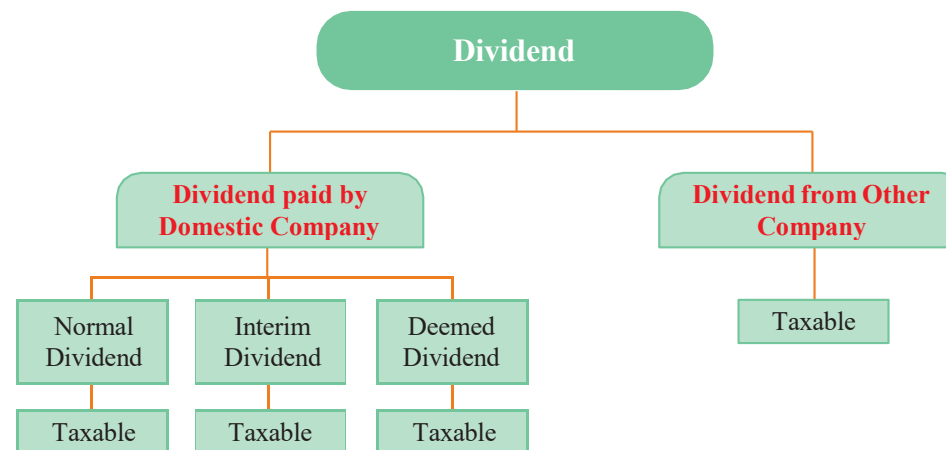 Dividend
Dividend paid by
Domestic Company
Dividend from Other
Company
Normal
Dividend
Interim
Dividend
Deemed
Dividend
Taxable
Taxable
Taxable
Taxable